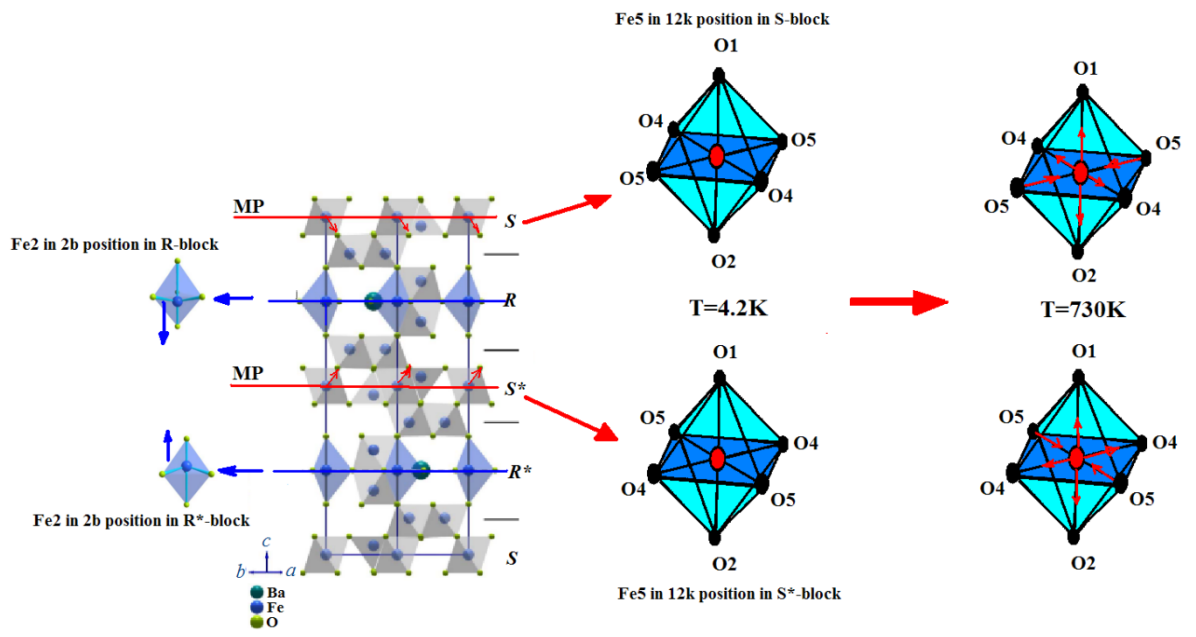 Fe5 in 12k position in S-block
O1
O4
O5
O5
O4
O2
O1
O4
O5
O5
O4
O2
MP
S
Fe2 in 2b position in R-block
R
T=4.2K
T=730K
MP
S*
O1
O5
O4
O4
O5
O2
O1
O5
O4
O4
O5
O2
R*
Fe2 in 2b position in R*-block
S
c
b
a
Ba
Fe
O
Fe5 in 12k position in S*-block